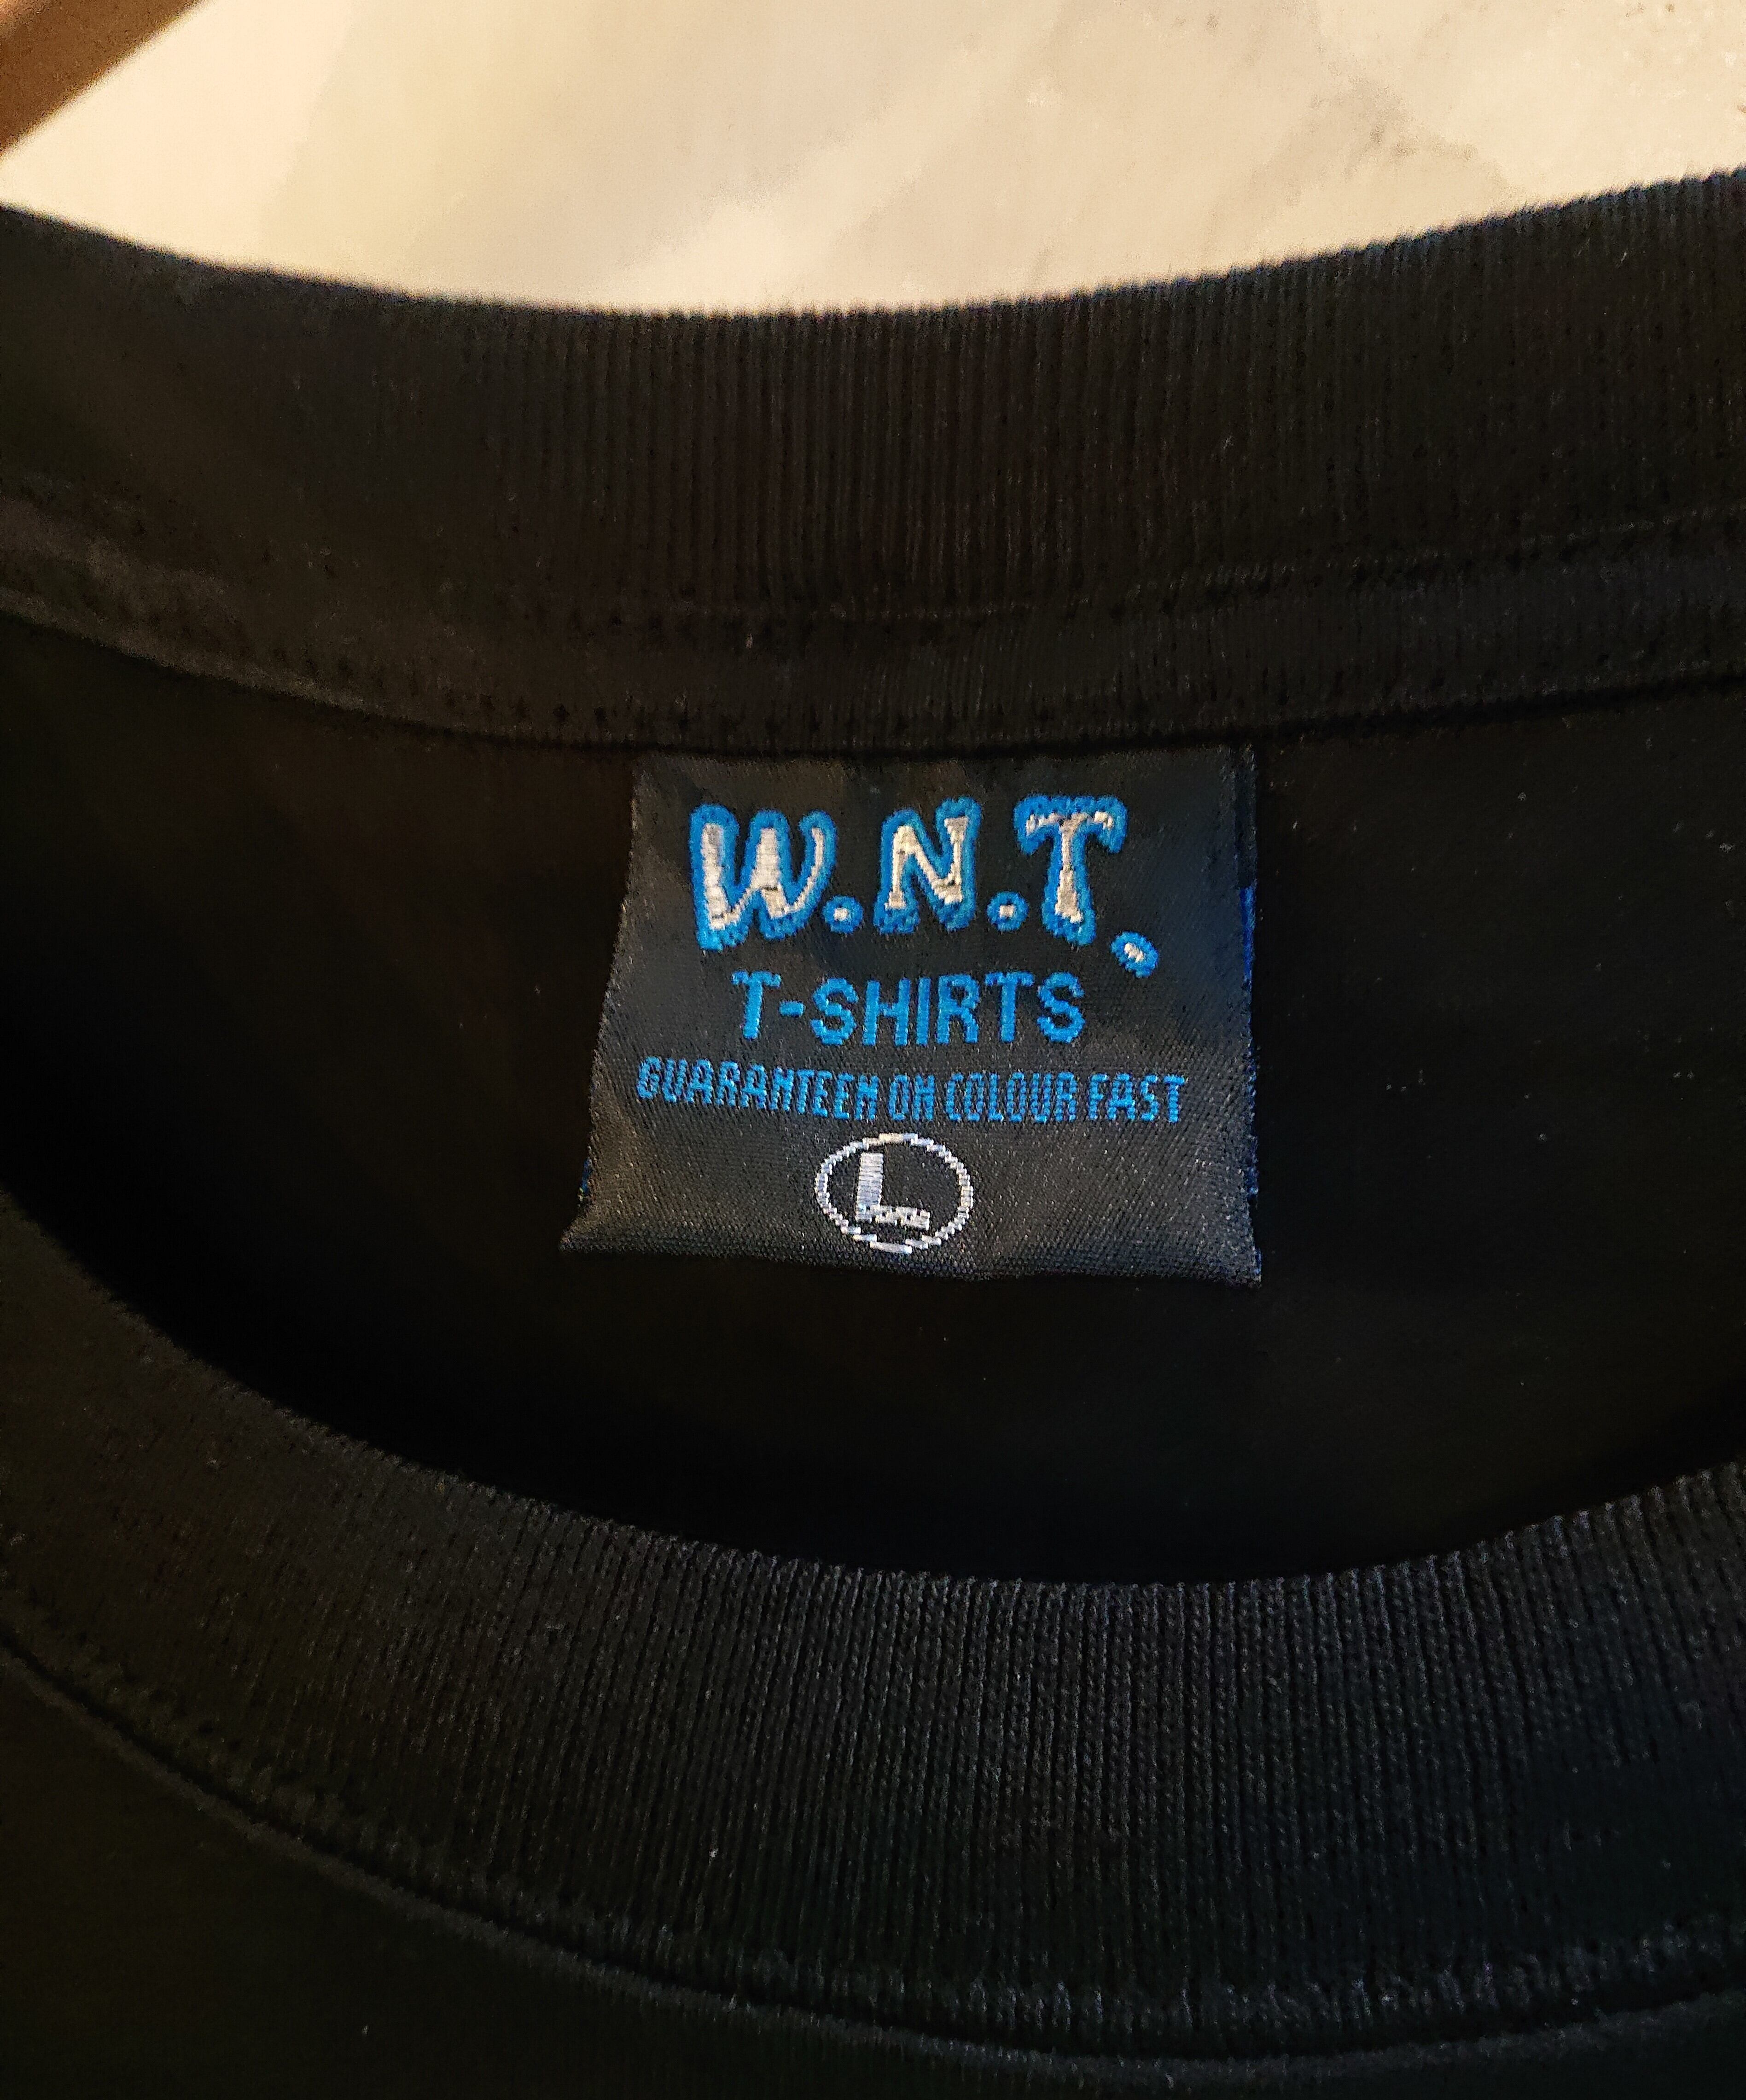 W.N.T.
T-SHIRTS
GUARANTEEN ON COLOUR FAST
L